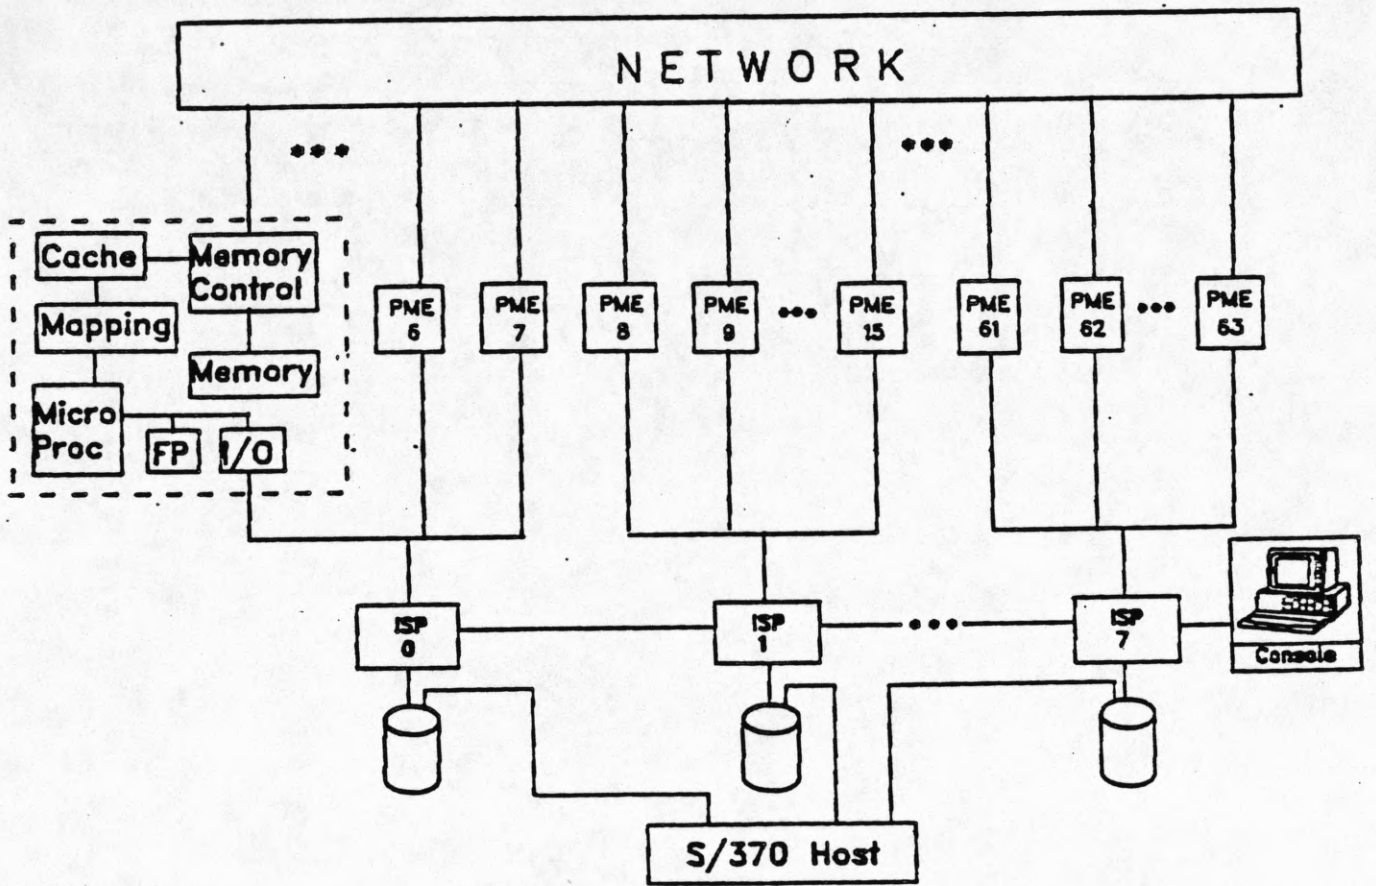 NETWORK
Cache
Memory
Control
Mapping
Memory
Micro
Proc
FP
I/O
PME
6
PME
7
PME
8
PME
9
PME
15
PME
61
PME
62
PME
63
ISP
0
ISP
1
ISP
7
Console
S/370 Host